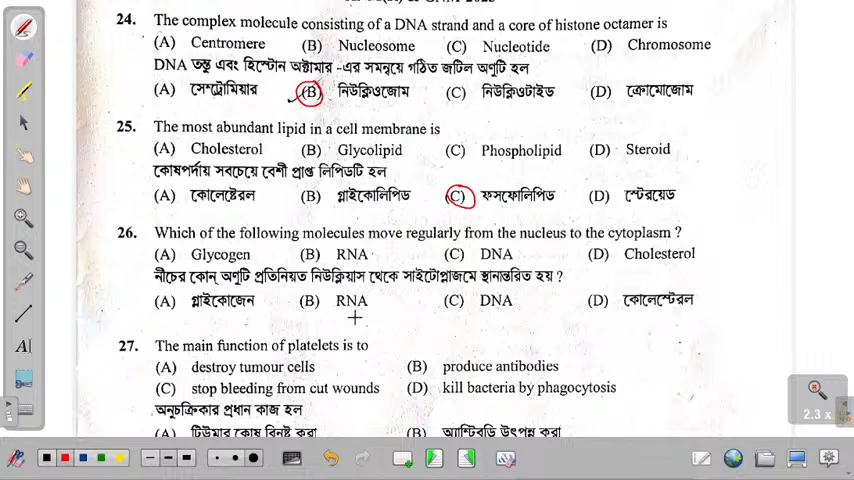 24. The complex molecule consisting of a DNA strand and a core of histone octamer is
(A) Centromere (B) Nucleosome (C) Nucleotide (D) Chromosome
DNA তন্তু এবং হিস্টোন অক্টামার -এর সমন্বয়ে গঠিত জটিল অণুটি হল
(A) সেন্ট্রোমিয়ার (B) নিউক্লিওজোম (C) নিউক্লিওটাইড (D) ক্রোমোজোম
25. The most abundant lipid in a cell membrane is
(A) Cholesterol (B) Glycolipid (C) Phospholipid (D) Steroid
কোষপর্দায় সবচেয়ে বেশী প্রাপ্ত লিপিডটি হল
(A) কোলেষ্টেরল (B) গ্লাইকোলিপিড (C) ফসফোলিপিড (D) স্টেরয়েড
26. Which of the following molecules move regularly from the nucleus to the cytoplasm ?
(A) Glycogen (B) RNA (C) DNA (D) Cholesterol
নীচের কোন্ অণুটি প্রতিনিয়ত নিউক্লিয়াস থেকে সাইটোপ্লাজমে স্থানান্তরিত হয় ?
(A) গ্লাইকোজেন (B) RNA (C) DNA (D) কোলেস্টেরল
27. The main function of platelets is to
(A) destroy tumour cells (B) produce antibodies
(C) stop bleeding from cut wounds (D) kill bacteria by phagocytosis
অনুচক্রিকার প্রধান কাজ হল
(A) টিউমার কোষ বিনষ্ট করা (B) অ্যান্টিবডি উৎপন্ন করা
2.3 x